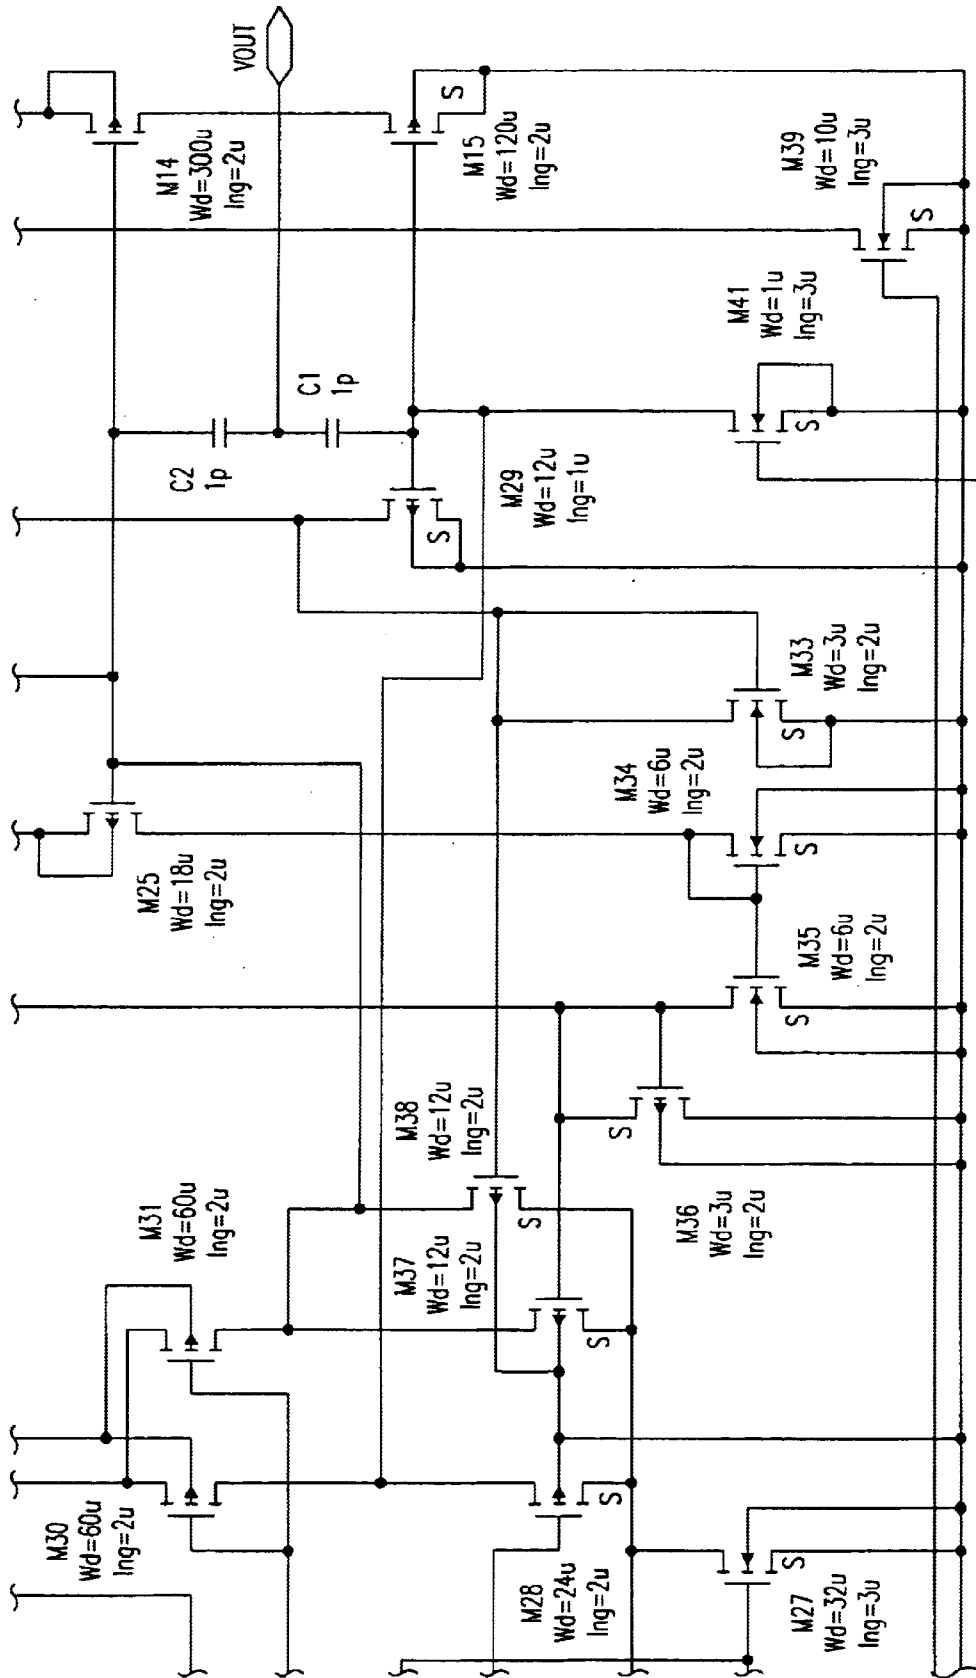 VOUT
M14
Wd=300u
lng=2u
S
M15
Wd=120u
lng=2u
M39
Wd=10u
lng=3u
S
C1
1p
M41
Wd=1u
lng=3u
S
C2
1p
S
M29
Wd=12u
lng=1u
M33
Wd=3u
lng=2u
S
M34
Wd=6u
lng=2u
S
M25
Wd=18u
lng=2u
M35
Wd=6u
lng=2u
S
M38
Wd=12u
lng=2u
S
S
M36
Wd=3u
lng=2u
M31
Wd=60u
lng=2u
M37
Wd=12u
lng=2u
S
M30
Wd=60u
lng=2u
S
M28
Wd=24u
lng=2u
S
M27
Wd=32u
lng=3u